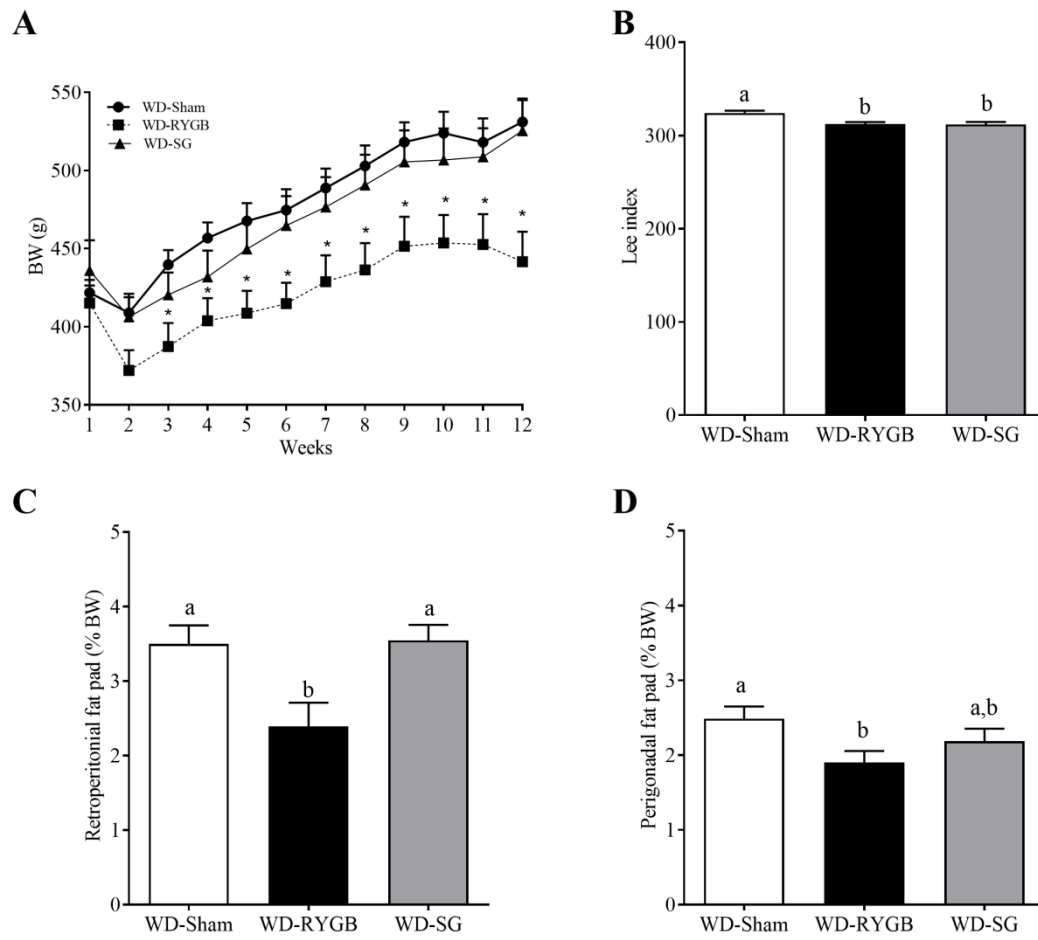 A
BW (g)
550
500
450
400
350
WD-Sham
WD-RYGB
WD-SG
* * * * * * * * * *
1 2 3 4 5 6 7 8 9 10 11 12
Weeks
B
Lee index
400
300
200
100
0
a b b
WD-Sham WD-RYGB WD-SG
C
Retroperitonial fat pad (% BW)
5
4
3
2
1
0
a b a
WD-Sham WD-RYGB WD-SG
D
Perigonadal fat pad (% BW)
5
4
3
2
1
0
a b a,b
WD-Sham WD-RYGB WD-SG